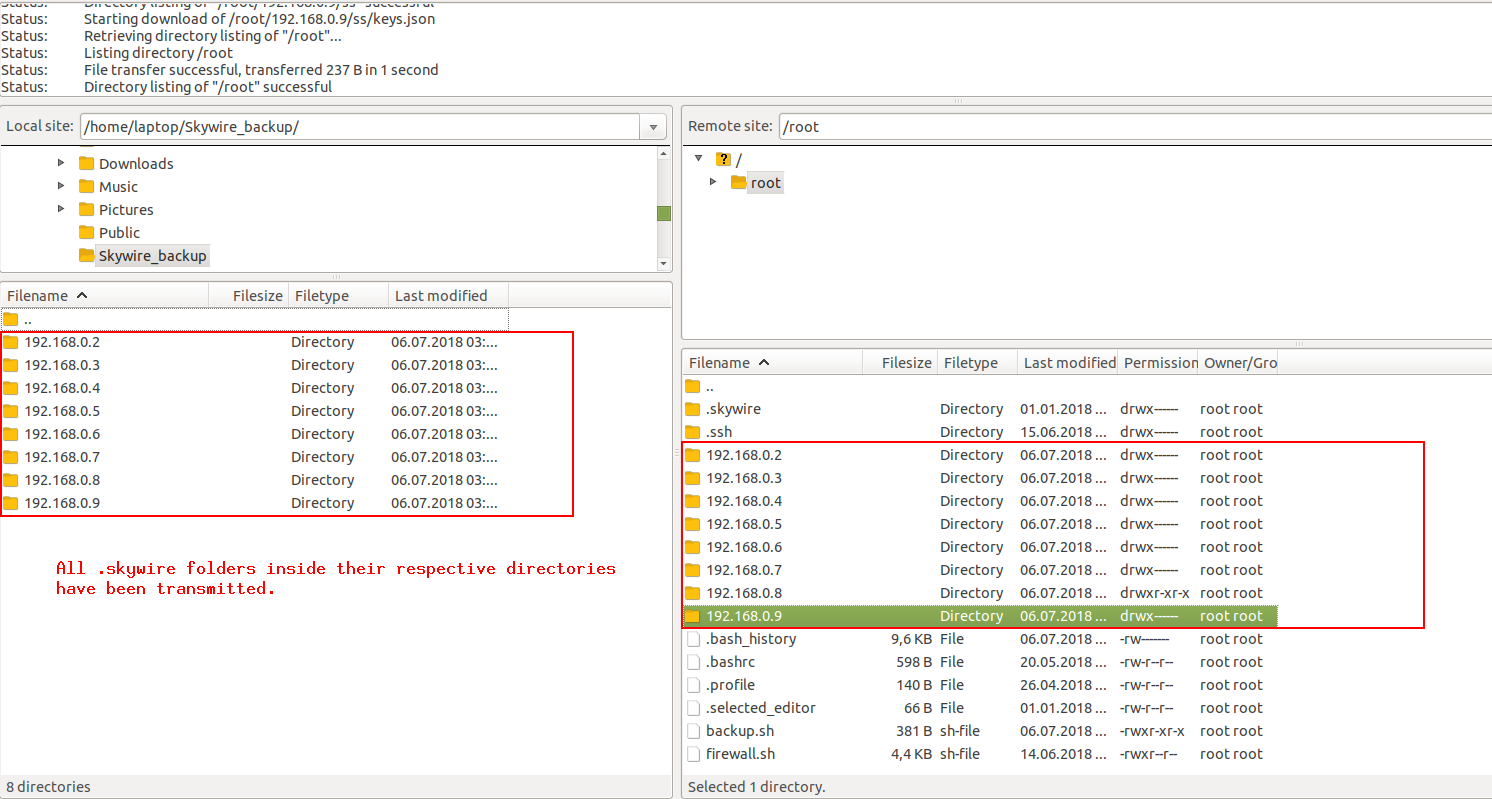 Status: Directory listing of "/root/192.168.0.9/ss" successful
Status: Starting download of /root/192.168.0.9/ss/keys.json
Status: Retrieving directory listing of "/root"...
Status: Listing directory /root
Status: File transfer successful, transferred 237 B in 1 second
Status: Directory listing of "/root" successful
Local site: /home/laptop/Skywire_backup/
Downloads
Music
Pictures
Public
Skywire_backup
Filename Filesize Filetype Last modified
..
192.168.0.2 Directory 06.07.2018 03:...
192.168.0.3 Directory 06.07.2018 03:...
192.168.0.4 Directory 06.07.2018 03:...
192.168.0.5 Directory 06.07.2018 03:...
192.168.0.6 Directory 06.07.2018 03:...
192.168.0.7 Directory 06.07.2018 03:...
192.168.0.8 Directory 06.07.2018 03:...
192.168.0.9 Directory 06.07.2018 03:...
All .skywire folders inside their respective directories
have been transmitted.
8 directories
Remote site: /root
? /
root
Filename Filesize Filetype Last modified Permission Owner/Gro
..
.skywire Directory 01.01.2018 ... drwx------ root root
.ssh Directory 15.06.2018 ... drwx------ root root
192.168.0.2 Directory 06.07.2018 ... drwx------ root root
192.168.0.3 Directory 06.07.2018 ... drwx------ root root
192.168.0.4 Directory 06.07.2018 ... drwx------ root root
192.168.0.5 Directory 06.07.2018 ... drwx------ root root
192.168.0.6 Directory 06.07.2018 ... drwx------ root root
192.168.0.7 Directory 06.07.2018 ... drwx------ root root
192.168.0.8 Directory 06.07.2018 ... drwxr-xr-x root root
192.168.0.9 Directory 06.07.2018 ... drwx------ root root
.bash_history 9,6 KB File 06.07.2018 ... -rw------- root root
.bashrc 598 B File 20.05.2018 ... -rw-r--r-- root root
.profile 140 B File 26.04.2018 ... -rw-r--r-- root root
.selected_editor 66 B File 01.01.2018 ... -rw-r--r-- root root
backup.sh 381 B sh-file 06.07.2018 ... -rwxr-xr-x root root
firewall.sh 4,4 KB sh-file 14.06.2018 ... -rwxr--r-- root root
Selected 1 directory.